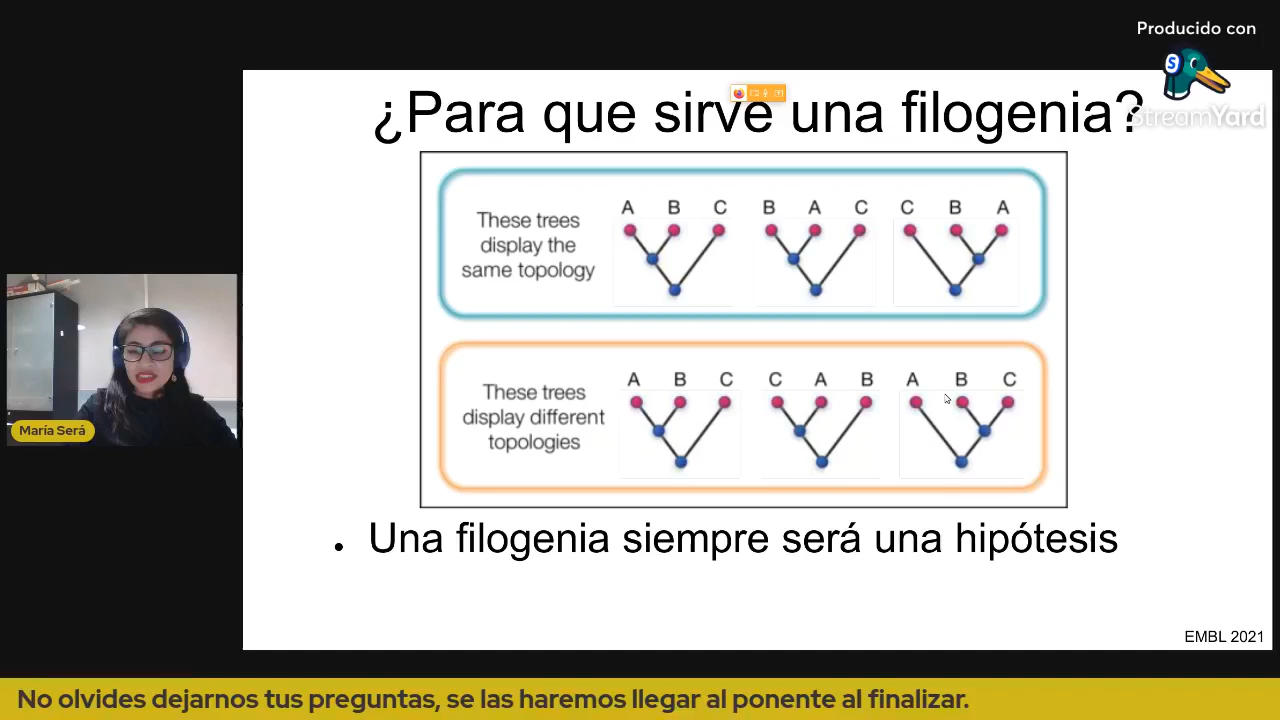 Producido con
StreamYard
¿Para que sirve una filogenia?
These trees
display the
same topology
A B C B A C C B A
These trees
display different
topologies
A B C C A B A B C
María Será
• Una filogenia siempre será una hipótesis
EMBL 2021
No olvides dejarnos tus preguntas, se las haremos llegar al ponente al finalizar.